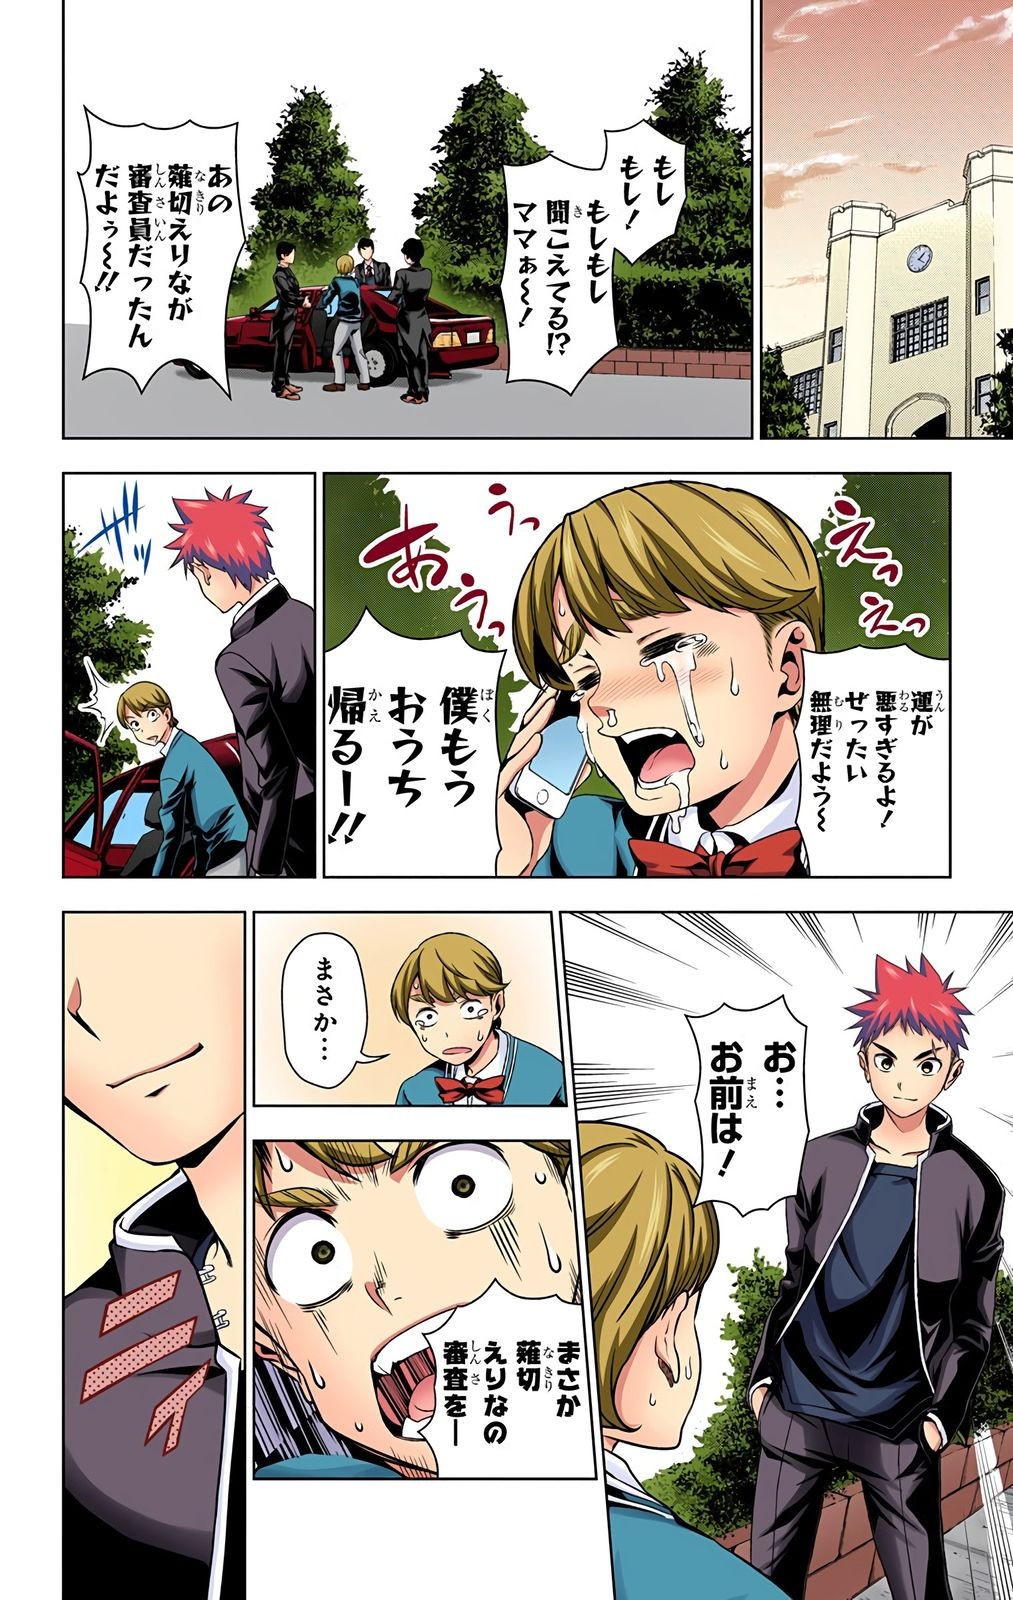 もし
もし！
もしもし
聞こえてる!?
ママぁ〜〜！
あの
薙切えりなが
審査員だったん
だよぅ〜!!
運が
悪すぎるよ！
ぜったい
無理だよう〜
えっ
えっ
うっ
うっ
あ
僕もう
おうち
帰るー!!
ザッ
お…
お前は！
まさか…
まさか
薙切
えりなの
審査を―
ニッ